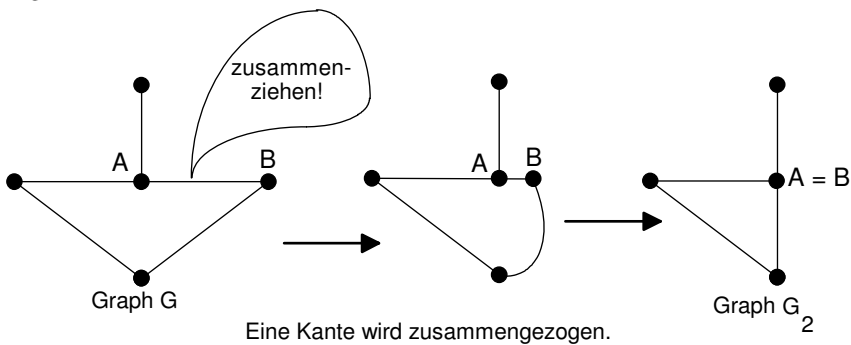 zusammen-
ziehen!
A
B
A
B
A = B
Graph G
Graph G2
Eine Kante wird zusammengezogen.